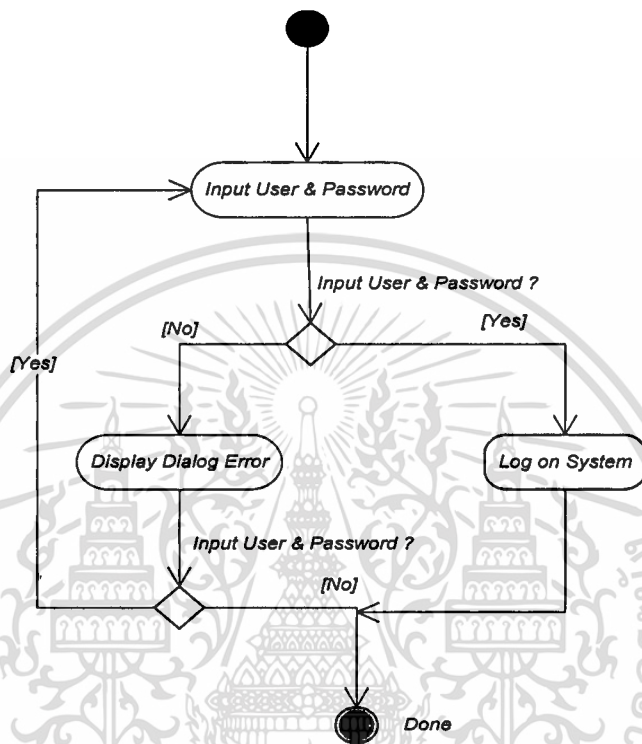 Input User & Password
Input User & Password ?
[No]
[Yes]
[Yes]
Display Dialog Error
Log on System
Input User & Password ?
[No]
Done